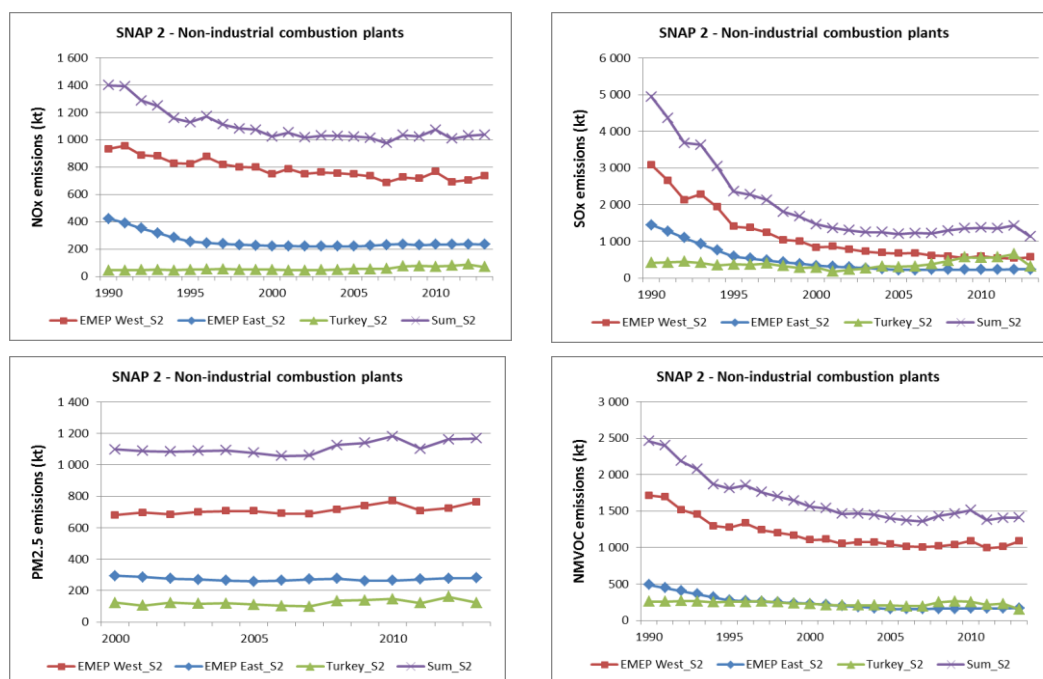 SNAP 2 - Non-industrial combustion plants
NOx emissions (kt)
1 600
1 400
1 200
1 000
800
600
400
200
0
1990 1995 2000 2005 2010
EMEP West_S2 EMEP East_S2 Turkey_S2 Sum_S2
SNAP 2 - Non-industrial combustion plants
SOx emissions (kt)
6 000
5 000
4 000
3 000
2 000
1 000
0
1990 1995 2000 2005 2010
EMEP West_S2 EMEP East_S2 Turkey_S2 Sum_S2
SNAP 2 - Non-industrial combustion plants
PM2.5 emissions (kt)
1 400
1 200
1 000
800
600
400
200
0
2000 2005 2010
EMEP West_S2 EMEP East_S2 Turkey_S2 Sum_S2
SNAP 2 - Non-industrial combustion plants
NMVOC emissions (kt)
3 000
2 500
2 000
1 500
1 000
500
0
1990 1995 2000 2005 2010
EMEP West_S2 EMEP East_S2 Turkey_S2 Sum_S2